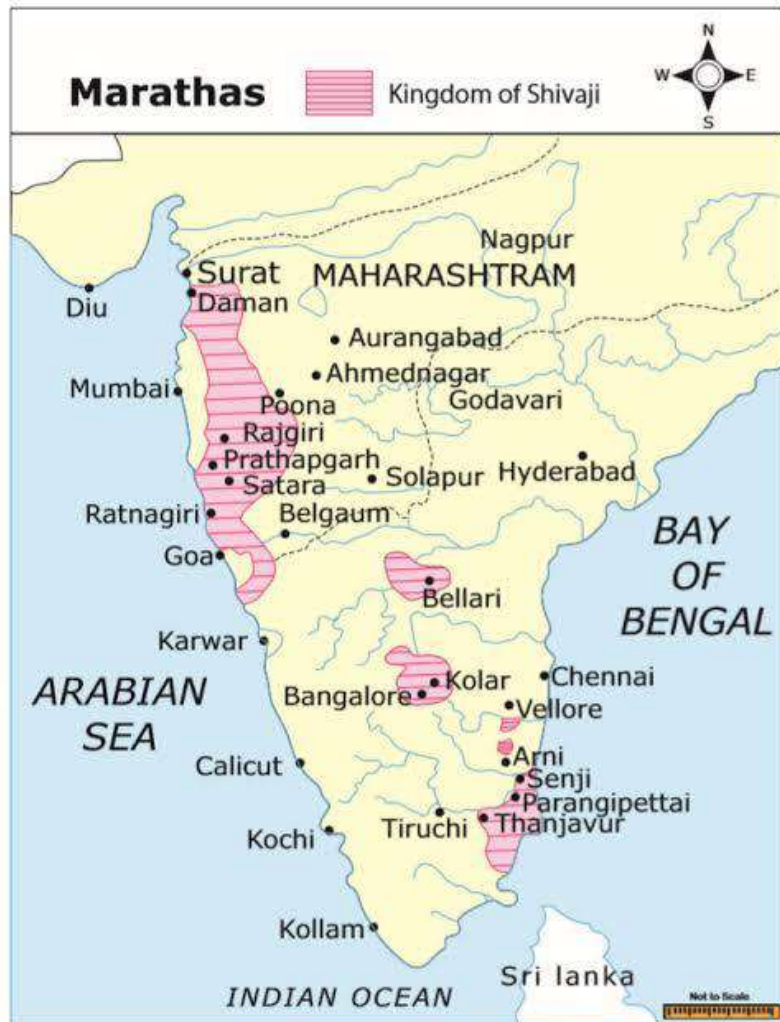 N
W E
S
Marathas
Kingdom of Shivaji
Nagpur
Surat
MAHARASHTRAM
Diu
Daman
Aurangabad
Mumbai
Ahmednagar
Poona
Godavari
Rajgiri
Prathapgarh
Satara
Solapur
Hyderabad
Ratnagiri
Belgaum
Goa
BAY
OF
BENGAL
Bellari
Karwar
ARABIAN
SEA
Bangalore
Kolar
Chennai
Vellore
Calicut
Arni
Senji
Parangipettai
Kochi
Tiruchi
Thanjavur
Kollam
Sri lanka
INDIAN OCEAN
Not to Scale